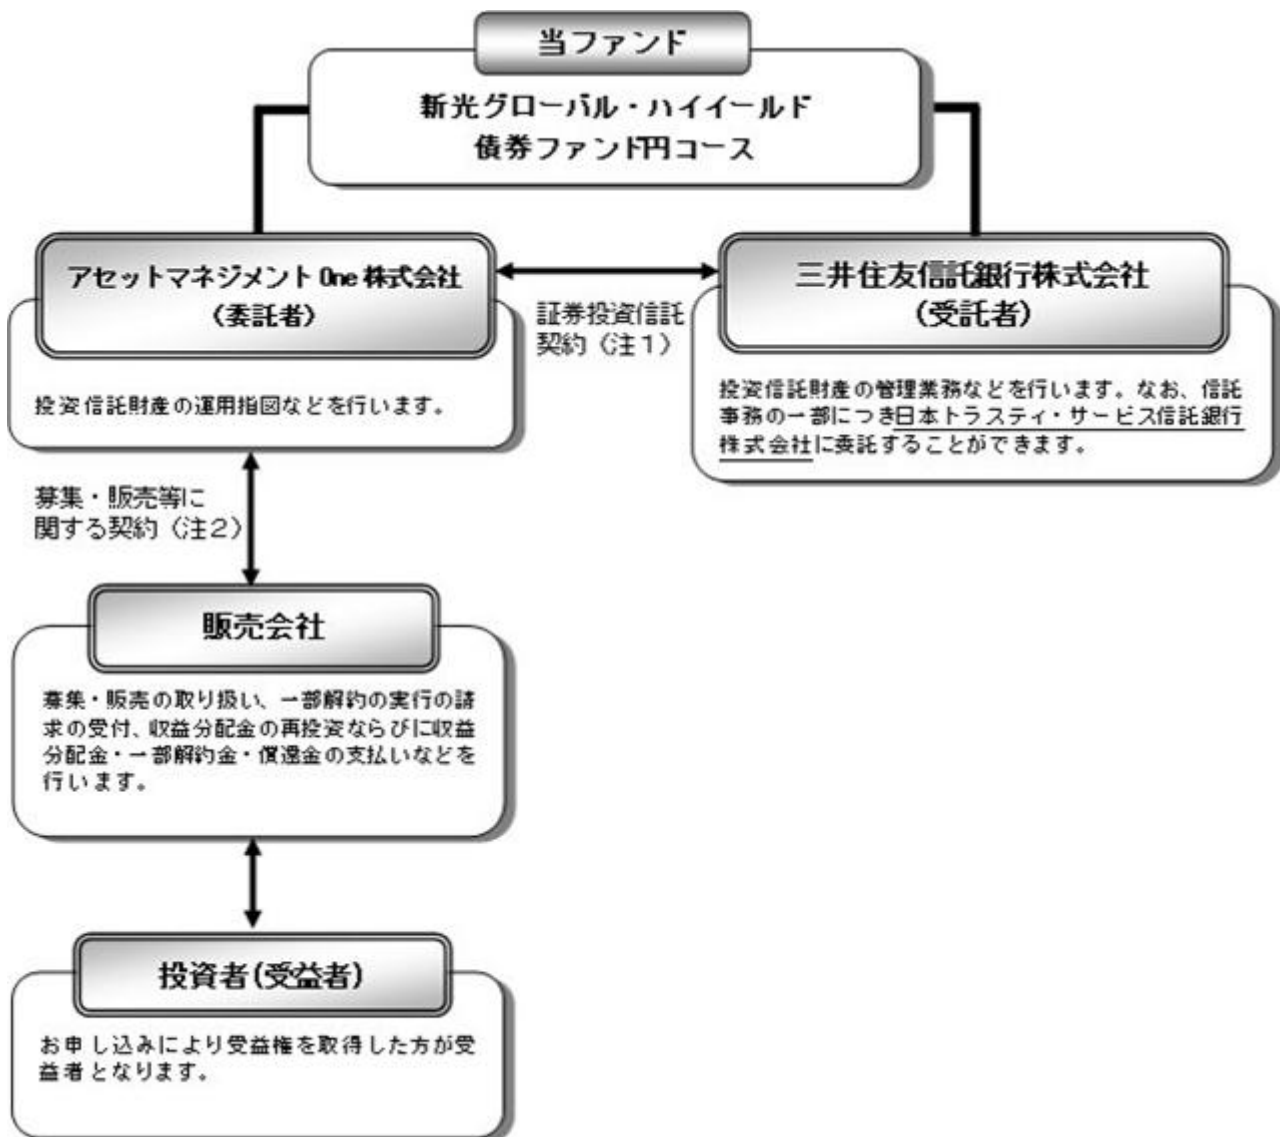 当ファンド
新光グローバル・ハイイールド
債券ファンド円コース
アセットマネジメント One 株式会社
（委託者）
投資信託財産の運用指図などを行います。
証券投資信託
契約（注１）
三井住友信託銀行株式会社
（受託者）
投資信託財産の管理業務などを行います。なお、信託
事務の一部につき日本トラスティ・サービス信託銀行
株式会社に委託することができます。
募集・販売等に
関する契約（注２）
販売会社
募集・販売の取り扱い、一部解約の実行の請
求の受付、収益分配金の再投資ならびに収益
分配金・一部解約金・償還金の支払いなどを
行います。
投資者（受益者）
お申し込みにより受益権を取得した方が受
益者となります。